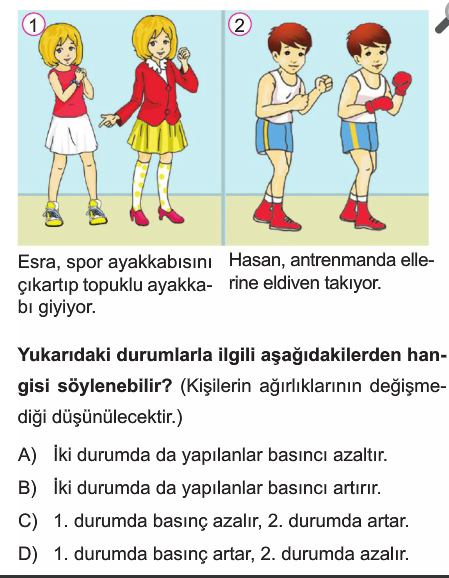 1
2
Esra, spor ayakkabısını
çıkartıp topuklu ayakka-
bı giyiyor.
Hasan, antrenmanda elle-
rine eldiven takıyor.
Yukarıdaki durumlarla ilgili aşağıdakilerden han-
gisi söylenebilir? (Kişilerin ağırlıklarının değişme-
diği düşünülecektir.)
A) İki durumda da yapılanlar basıncı azaltır.
B) İki durumda da yapılanlar basıncı artırır.
C) 1. durumda basınç azalır, 2. durumda artar.
D) 1. durumda basınç artar, 2. durumda azalır.